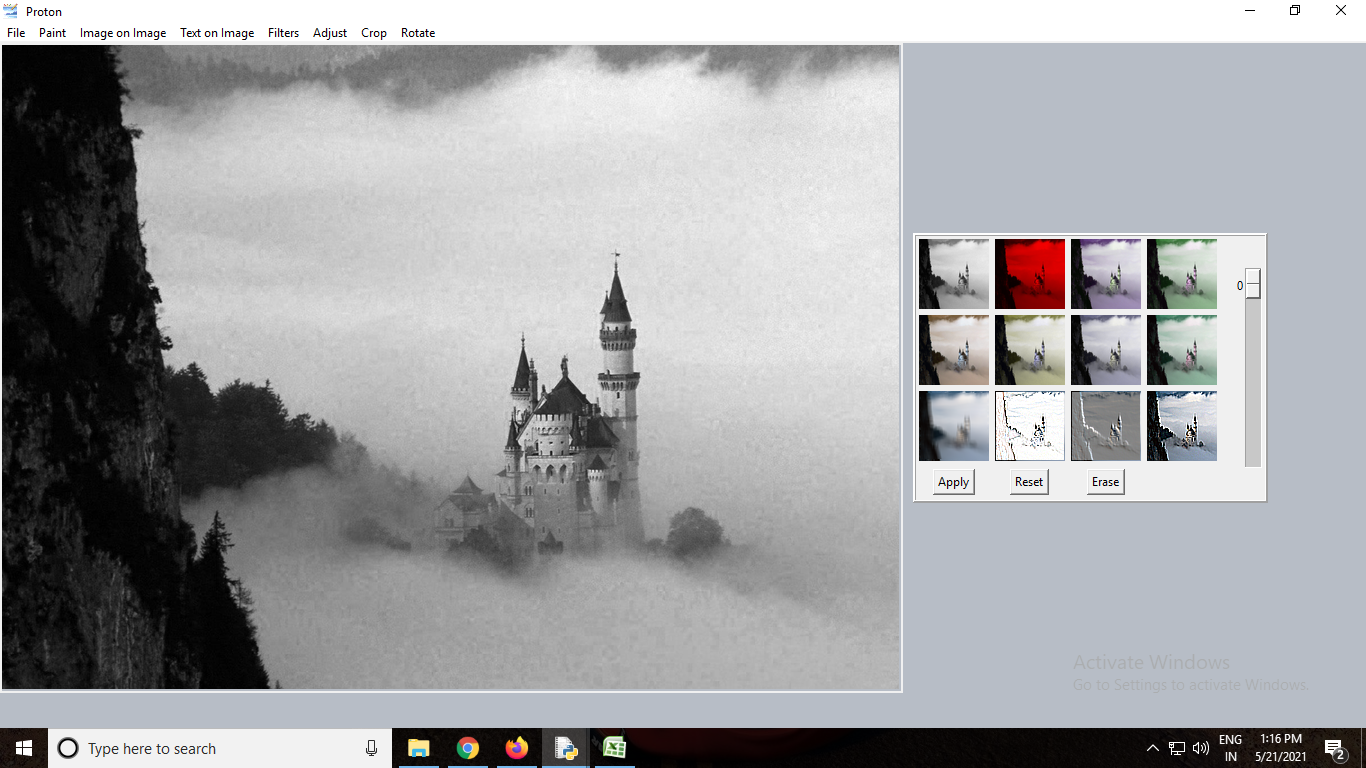 Proton
File Paint Image on Image Text on Image Filters Adjust Crop Rotate
0
Apply Reset Erase
Activate Windows
Go to Settings to activate Windows.
Type here to search
ENG
IN
1:16 PM
5/21/2021
2